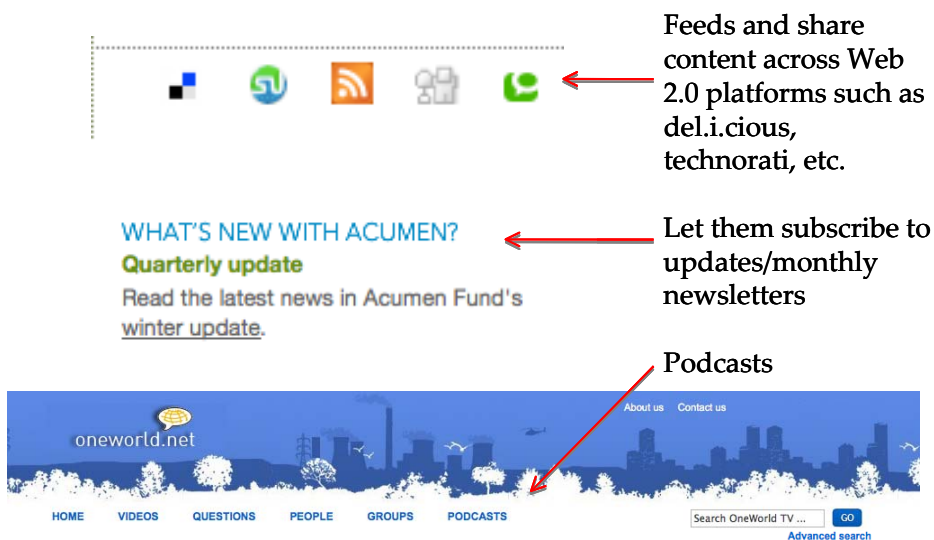 Feeds and share
content across Web
2.0 platforms such as
del.i.cious,
technorati, etc.
WHAT'S NEW WITH ACUMEN?
Quarterly update
Read the latest news in Acumen Fund's
winter update.
Let them subscribe to
updates/monthly
newsletters
Podcasts
About us Contact us
oneworld.net
HOME VIDEOS QUESTIONS PEOPLE GROUPS PODCASTS
Search OneWorld TV ... GO
Advanced search